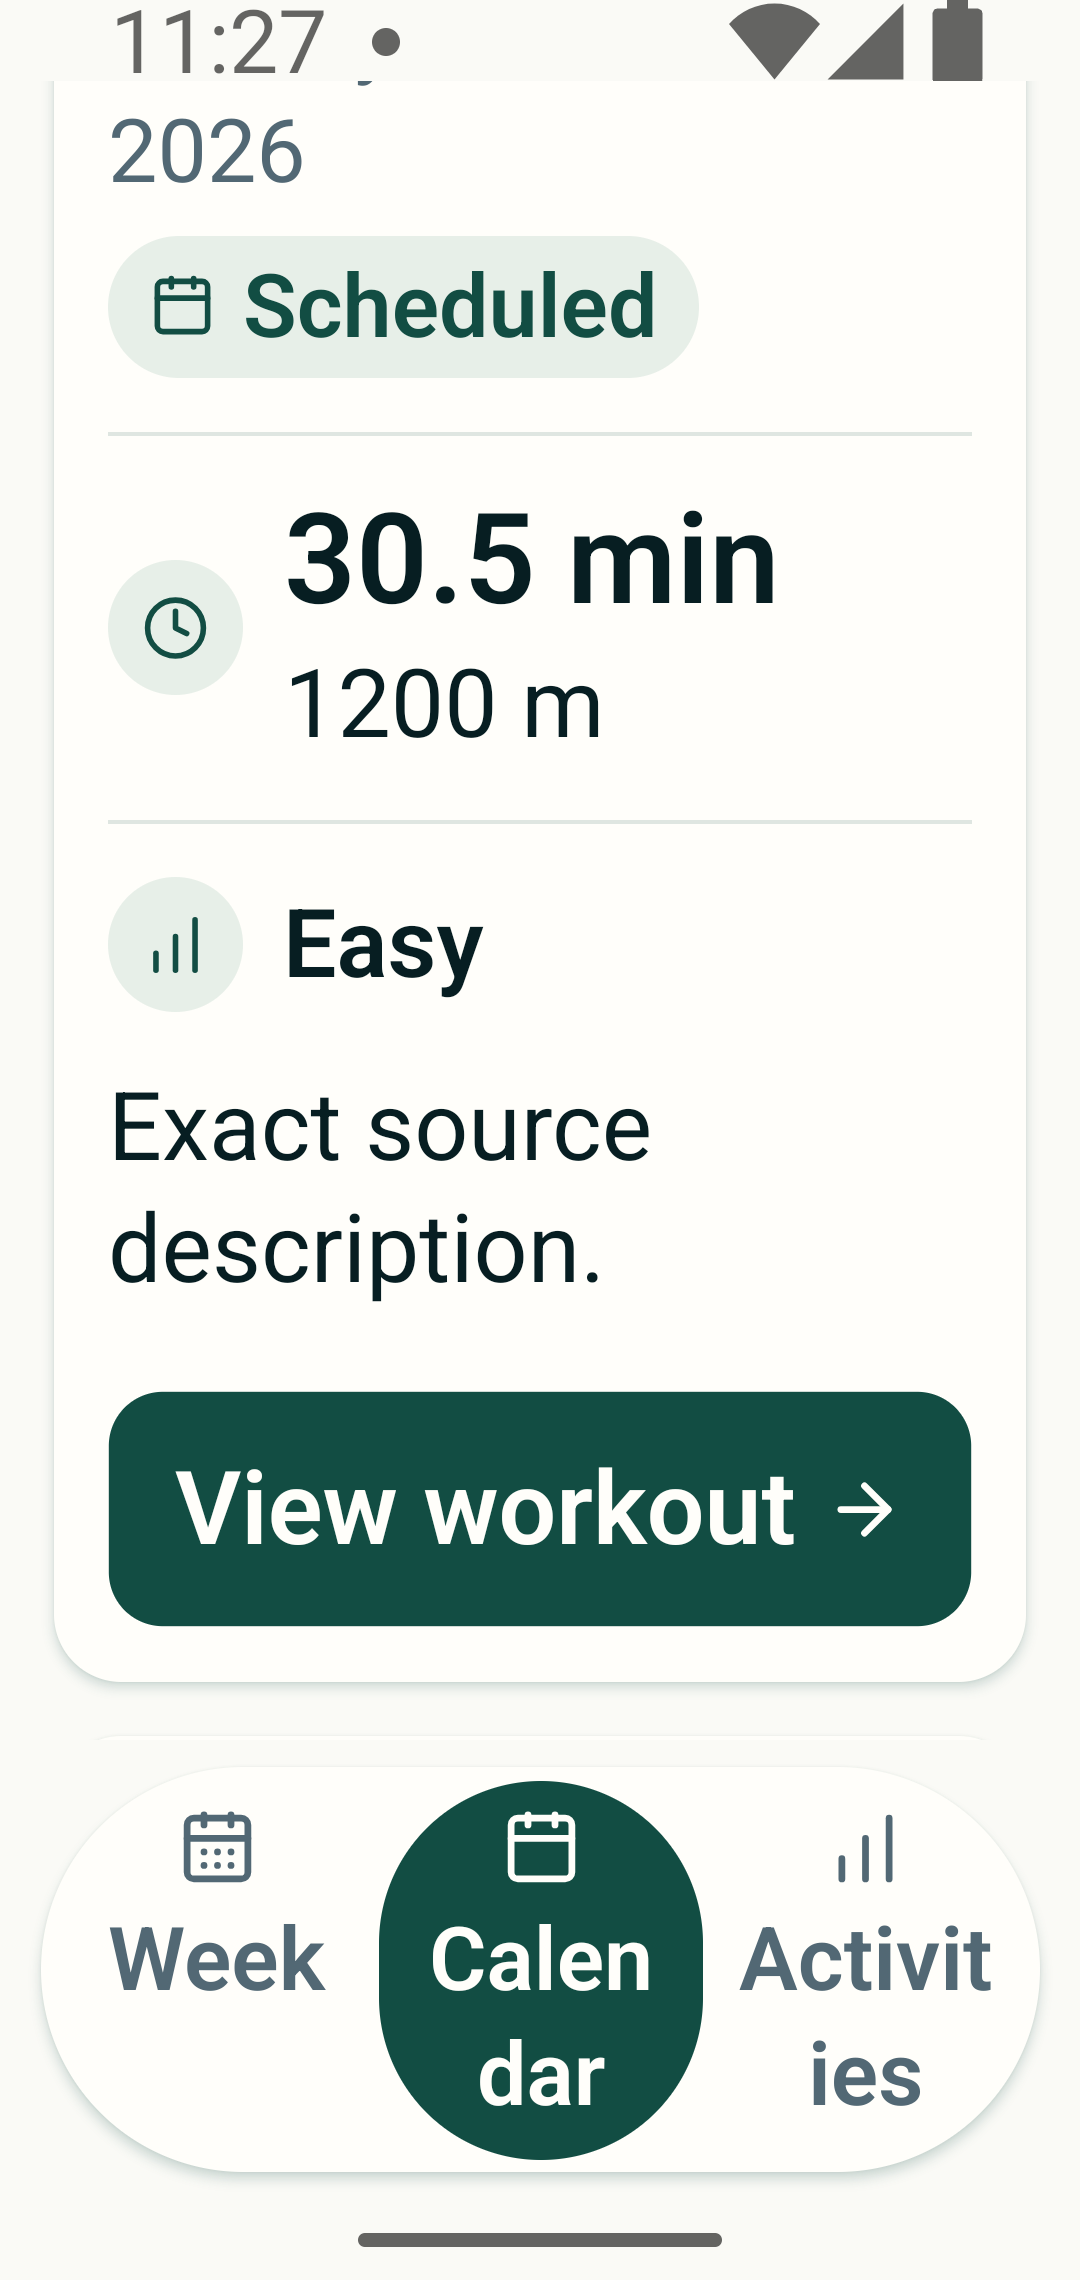 11:27
2026
Scheduled
30.5 min
1200 m
Easy
Exact source
description.
View workout
Week
Calen
dar
Activit
ies